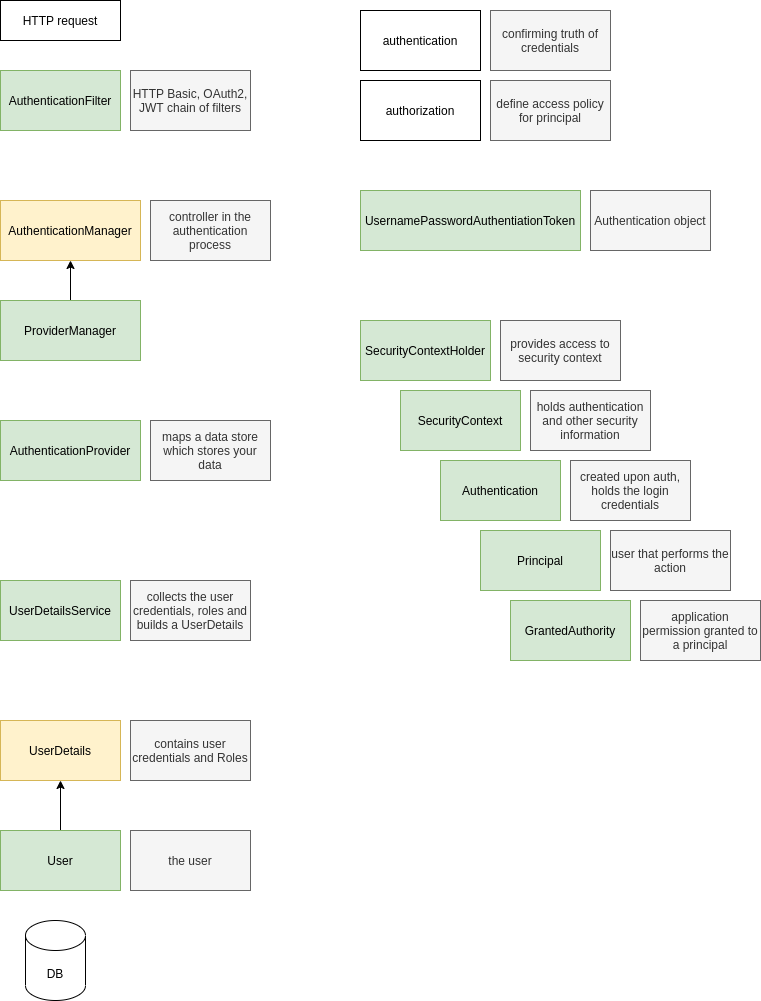 HTTP request
AuthenticationFilter
HTTP Basic, OAuth2,
JWT chain of filters
AuthenticationManager
controller in the
authentication
process
ProviderManager
AuthenticationProvider
maps a data store
which stores your
data
UserDetailsService
collects the user
credentials, roles and
builds a UserDetails
UserDetails
contains user
credentials and Roles
User
the user
DB
authentication
confirming truth of
credentials
authorization
define access policy
for principal
UsernamePasswordAuthentiationToken
Authentication object
SecurityContextHolder
provides access to
security context
SecurityContext
holds authentication
and other security
information
Authentication
created upon auth,
holds the login
credentials
Principal
user that performs the
action
GrantedAuthority
application
permission granted to
a principal